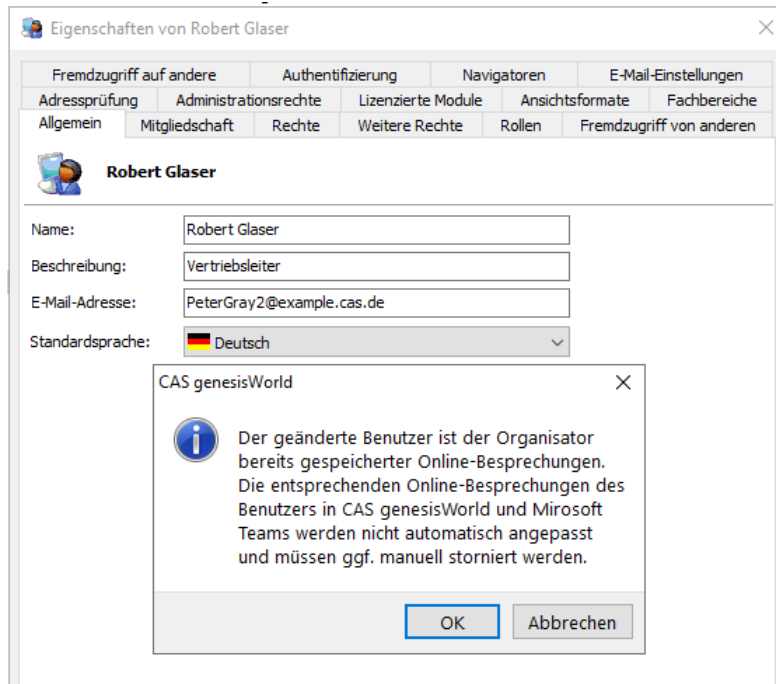 Eigenschaften von Robert Glaser
Fremdzugriff auf andere Authentifizierung Navigatoren E-Mail-Einstellungen
Adressprüfung Administrationsrechte Lizenzierte Module Ansichtsformate Fachbereiche
Allgemein Mitgliedschaft Rechte Weitere Rechte Rollen Fremdzugriff von anderen
Robert Glaser
Name: Robert Glaser
Beschreibung: Vertriebsleiter
E-Mail-Adresse: PeterGray2@example.cas.de
Standardsprache: Deutsch
CAS genesisWorld
Der geänderte Benutzer ist der Organisator
bereits gespeicherter Online-Besprechungen.
Die entsprechenden Online-Besprechungen des
Benutzers in CAS genesisWorld und Mirosoft
Teams werden nicht automatisch angepasst
und müssen ggf. manuell storniert werden.
OK Abbrechen